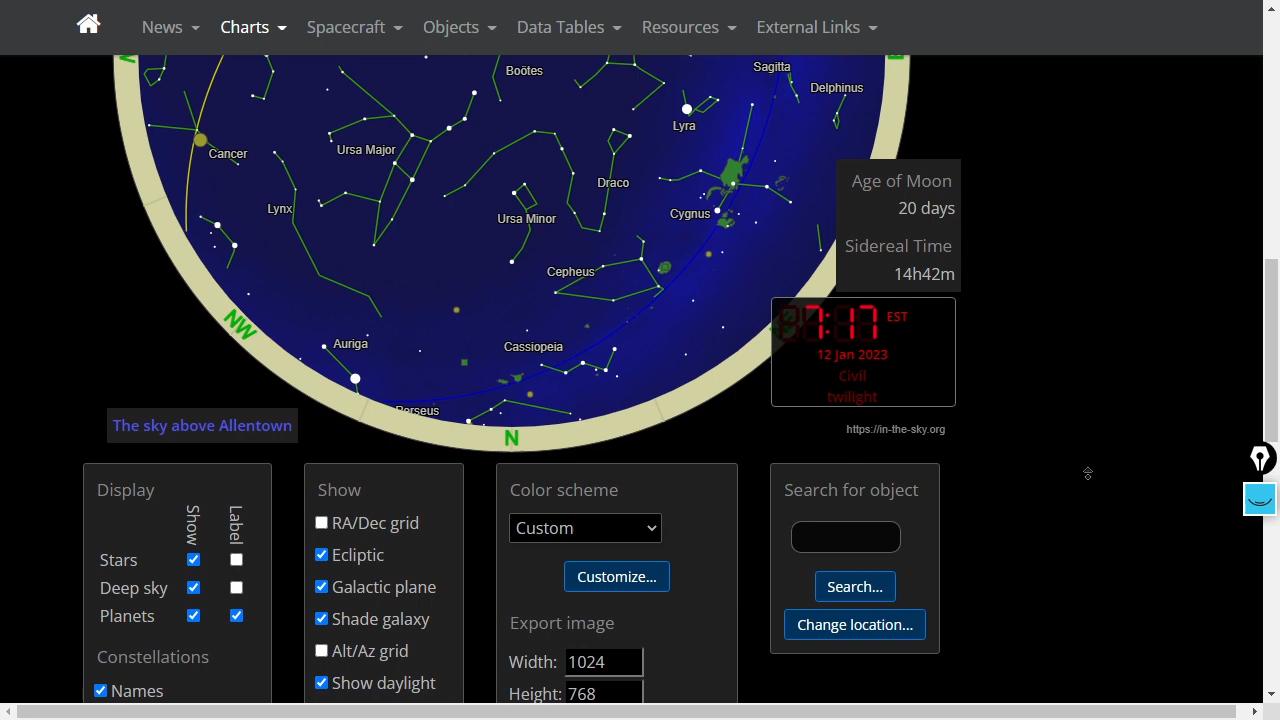 News Charts Spacecraft Objects Data Tables Resources External Links
Boötes
Sagitta
Delphinus
Lyra
Ursa Major
Cancer
Draco
Lynx
Ursa Minor
Cygnus
Cepheus
Auriga
Cassiopeia
Perseus
NW
N
Age of Moon
20 days
Sidereal Time
14h42m
7:17 EST
12 Jan 2023
Civil
twilight
The sky above Allentown
https://in-the-sky.org
Display
Show Label
Stars
Deep sky
Planets
Constellations
Names
Show
RA/Dec grid
Ecliptic
Galactic plane
Shade galaxy
Alt/Az grid
Show daylight
Color scheme
Custom
Customize...
Export image
Width: 1024
Height: 768
Search for object
Search...
Change location...